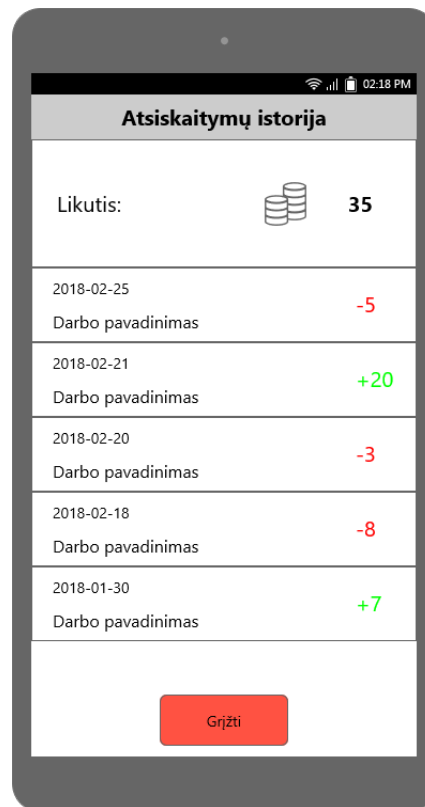 02:18 PM
Atsiskaitymų istorija
Likutis: 35
2018-02-25
-5
Darbo pavadinimas
2018-02-21
+20
Darbo pavadinimas
2018-02-20
-3
Darbo pavadinimas
2018-02-18
-8
Darbo pavadinimas
2018-01-30
+7
Darbo pavadinimas
Grįžti